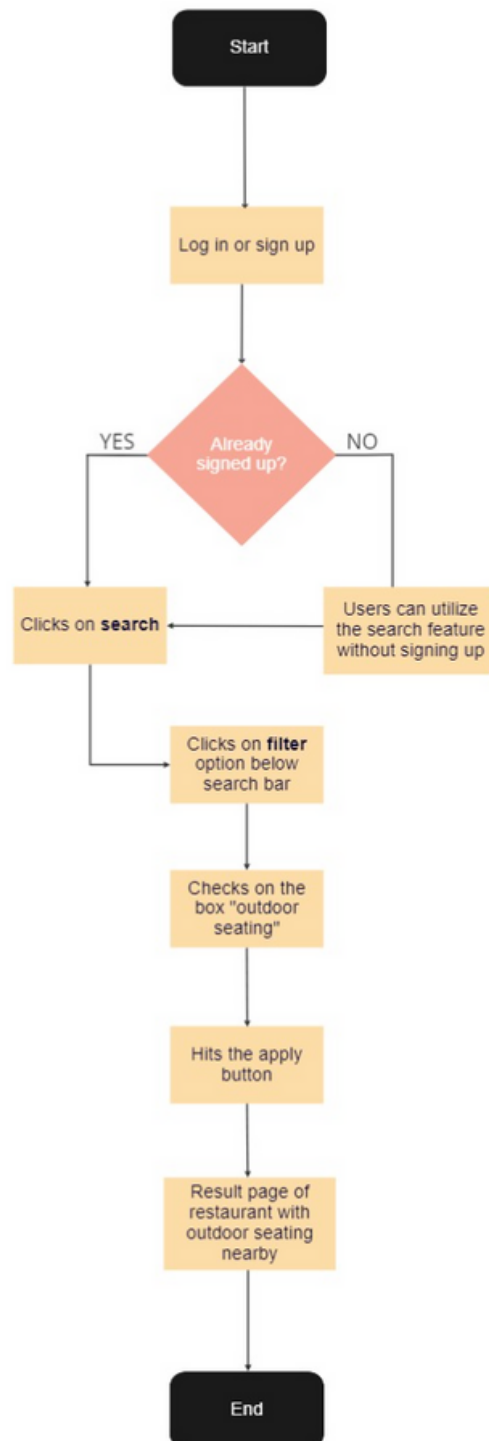 Start
Log in or sign up
YES
Already
signed up?
NO
Clicks on search
Users can utilize
the search feature
without signing up
Clicks on filter
option below
search bar
Checks on the
box "outdoor
seating"
Hits the apply
button
Result page of
restaurant with
outdoor seating
nearby
End